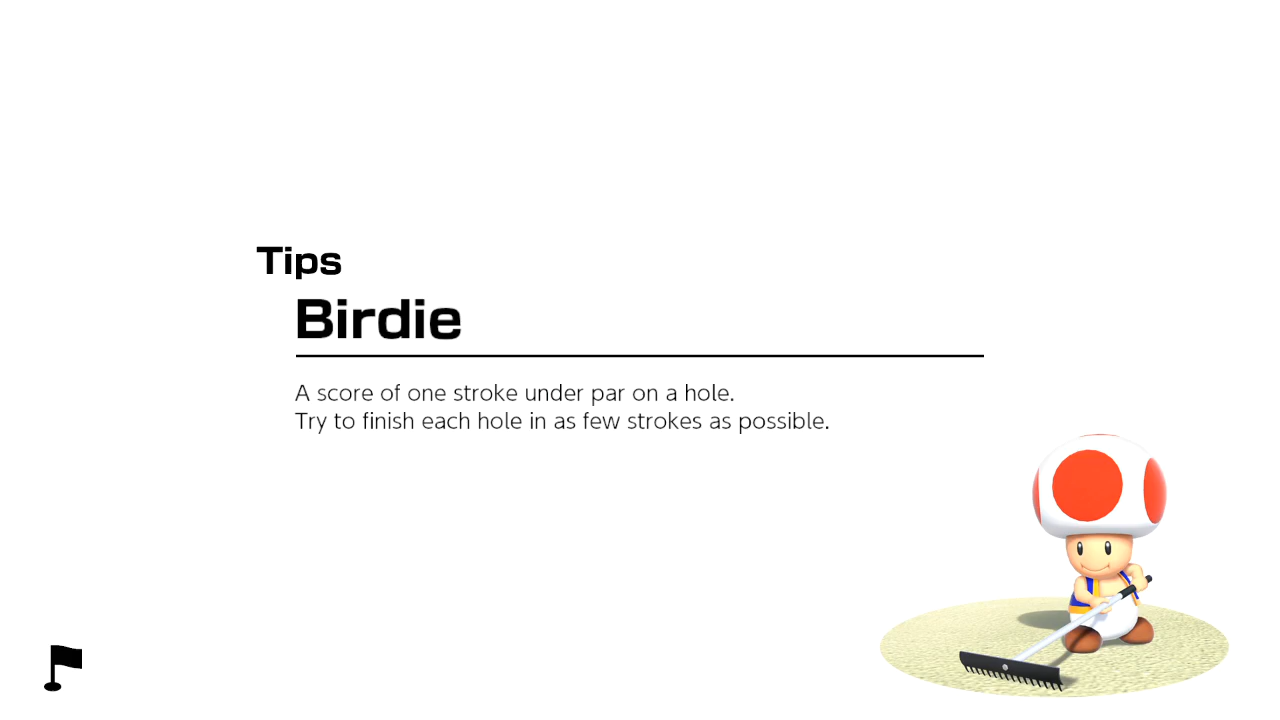 Tips
Birdie
A score of one stroke under par on a hole.
Try to finish each hole in as few strokes as possible.